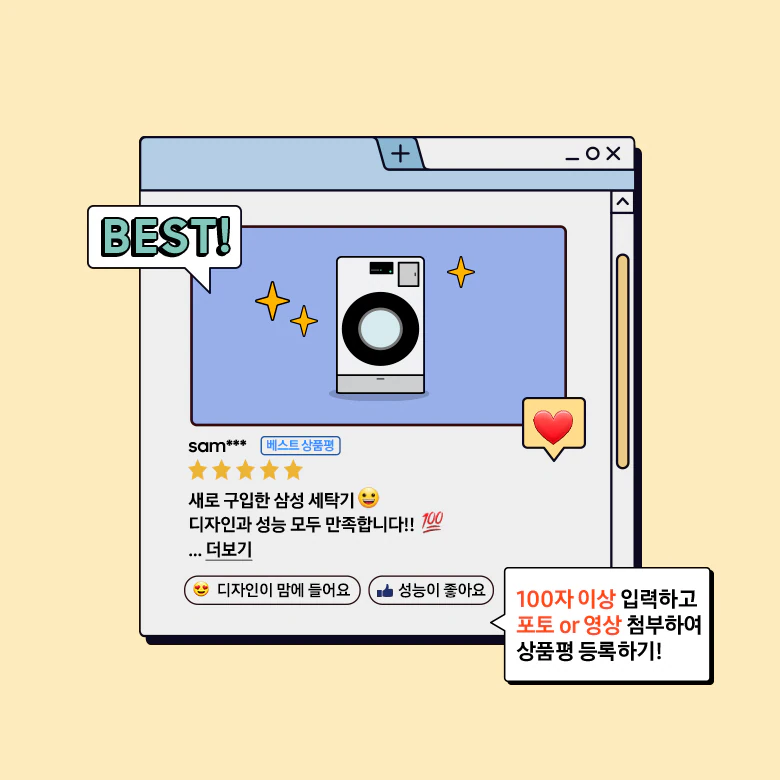 BEST!
sam*** 베스트 상품평
새로 구입한 삼성 세탁기 😀
디자인과 성능 모두 만족합니다!! 💯
... 더보기
😍 디자인이 맘에 들어요 👍 성능이 좋아요
100자 이상 입력하고
포토 or 영상 첨부하여
상품평 등록하기!